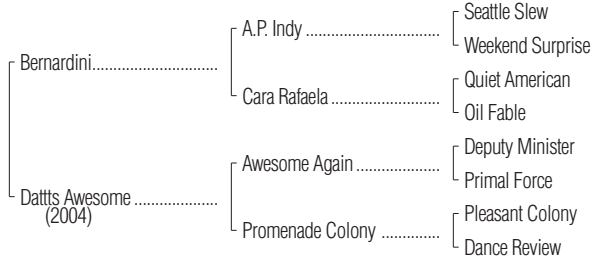 Seattle Slew
A.P. Indy ..............................
Weekend Surprise
Bernardini............................
Quiet American
Cara Rafaela ........................
Oil Fable
Deputy Minister
Awesome Again ...................
Primal Force
Dattts Awesome ...................
(2004)
Pleasant Colony
Promenade Colony .............
Dance Review